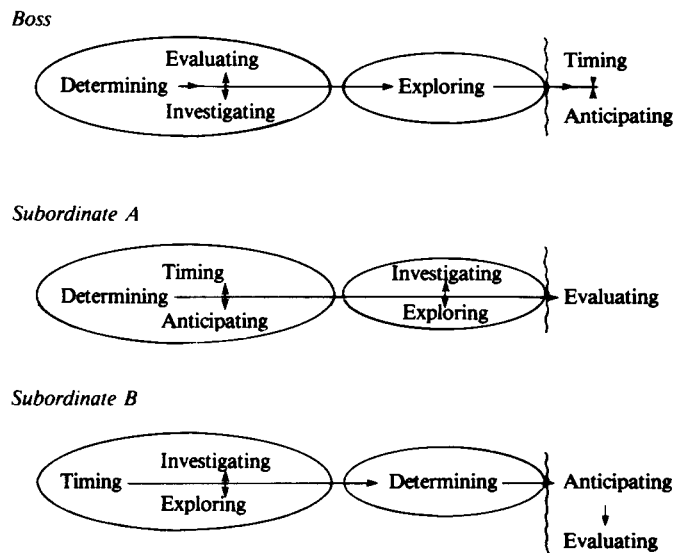 Boss
Evaluating
Determining
Investigating
Exploring
Timing
Anticipating
Subordinate A
Timing
Determining
Anticipating
Investigating
Exploring
Evaluating
Subordinate B
Investigating
Timing
Exploring
Determining
Anticipating
Evaluating